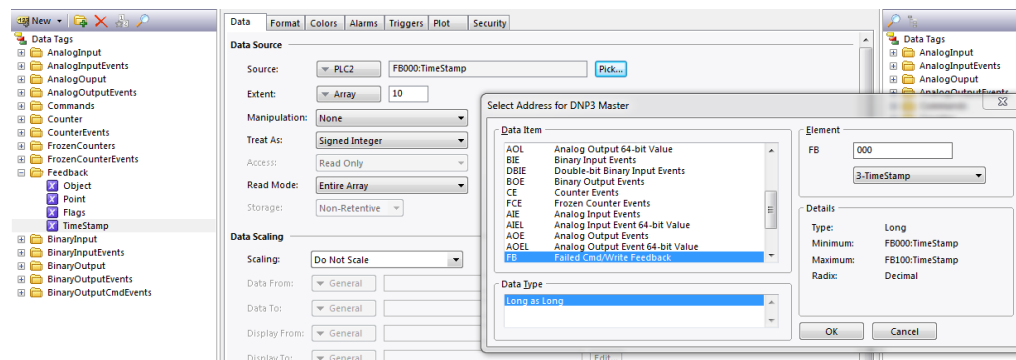 New
Data Tags
AnalogInput
AnalogInputEvents
AnalogOuput
AnalogOutputEvents
Commands
Counter
CounterEvents
FrozenCounters
FrozenCounterEvents
Feedback
Object
Point
Flags
TimeStamp
BinaryInput
BinaryInputEvents
BinaryOutput
BinaryOutputEvents
BinaryOutputCmdEvents
Data Format Colors Alarms Triggers Plot Security
Data Source
Source: PLC2 FB000:TimeStamp Pick...
Extent: Array 10
Manipulation: None
Treat As: Signed Integer
Access: Read Only
Read Mode: Entire Array
Storage: Non-Retentive
Data Scaling
Scaling: Do Not Scale
Data From: General
Data To: General
Display From: General
Display To: General Edit
Select Address for DNP3 Master
Data Item
AOL Analog Output 64-bit Value
BIE Binary Input Events
DBIE Double-bit Binary Input Events
BOE Binary Output Events
CE Counter Events
FCE Frozen Counter Events
AIE Analog Input Events
AIEL Analog Input Events 64-bit Value
AOE Analog Output Events
AOEL Analog Output Event 64-bit Value
FB Failed Cmd/Write Feedback
Data Type
Long as Long
Element
FB 000
3-TimeStamp
Details
Type: Long
Minimum: FB000:TimeStamp
Maximum: FB100:TimeStamp
Radix: Decimal
OK Cancel
Data Tags
AnalogInput
AnalogInputEvents
AnalogOuput
AnalogOutputEvents